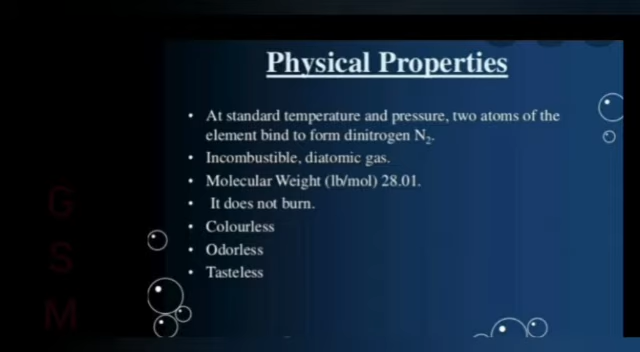 Physical Properties
• At standard temperature and pressure, two atoms of the
element bind to form dinitrogen N₂.
• Incombustible, diatomic gas.
• Molecular Weight (lb/mol) 28.01.
• It does not burn.
• Colourless
• Odorless
• Tasteless
G
S
M